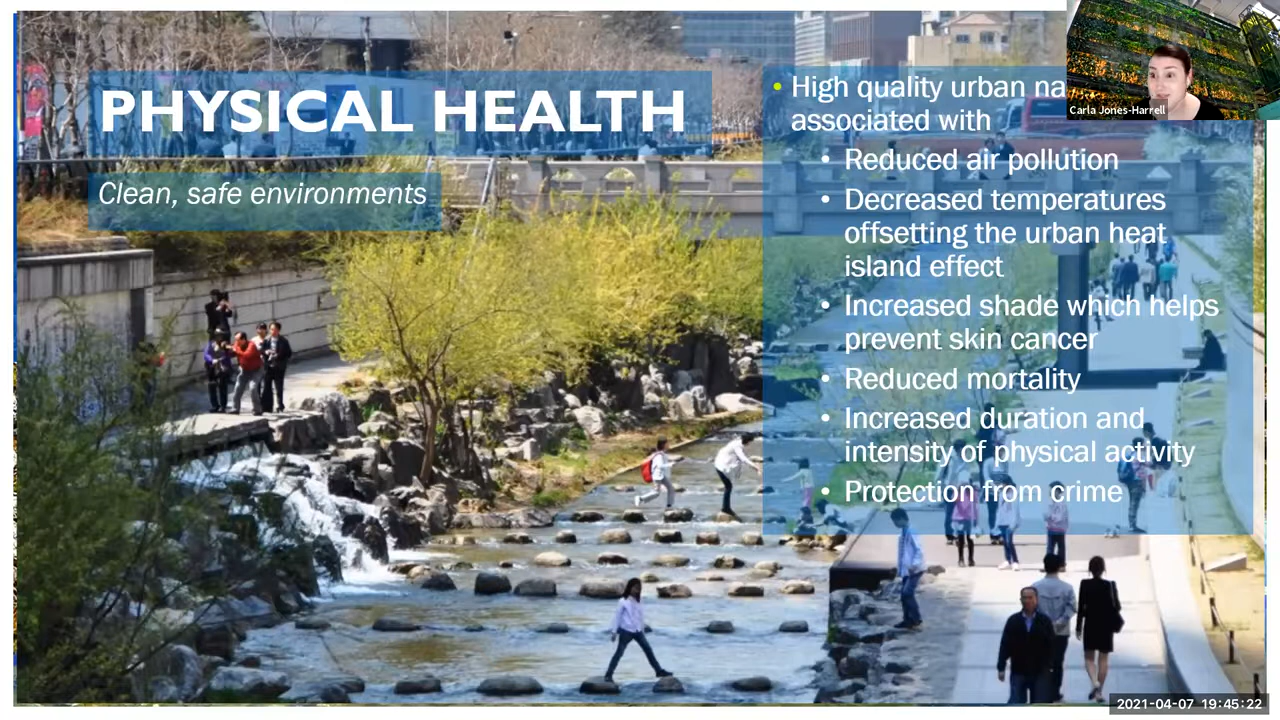 PHYSICAL HEALTH
Clean, safe environments
• High quality urban na
associated with
• Reduced air pollution
• Decreased temperatures
offsetting the urban heat
island effect
• Increased shade which helps
prevent skin cancer
• Reduced mortality
• Increased duration and
intensity of physical activity
• Protection from crime
Carla Jones-Harrell
2021-04-07 19:45:22